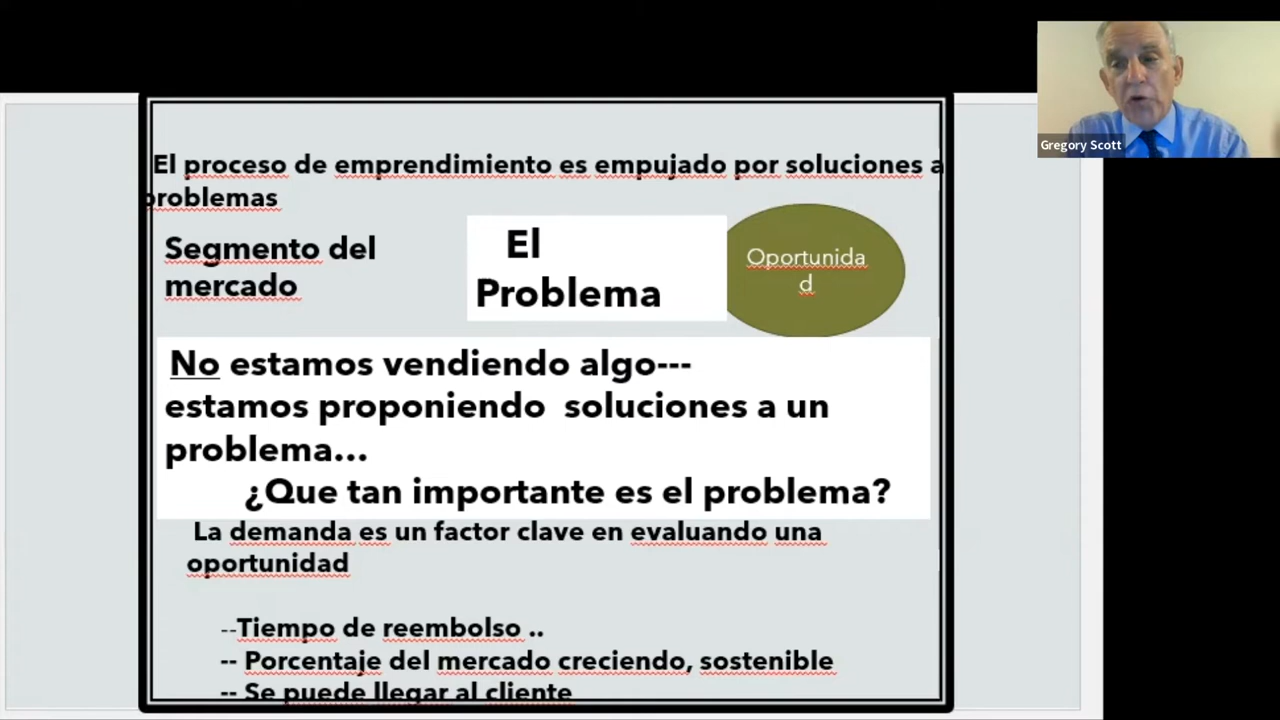 El proceso de emprendimiento es empujado por soluciones a
problemas
Segmento del
mercado
El
Problema
Oportunida
d
No estamos vendiendo algo---
estamos proponiendo soluciones a un
problema...
¿Que tan importante es el problema?
La demanda es un factor clave en evaluando una
oportunidad
--Tiempo de reembolso ..
-- Porcentaje del mercado creciendo, sostenible
-- Se puede llegar al cliente
Gregory Scott